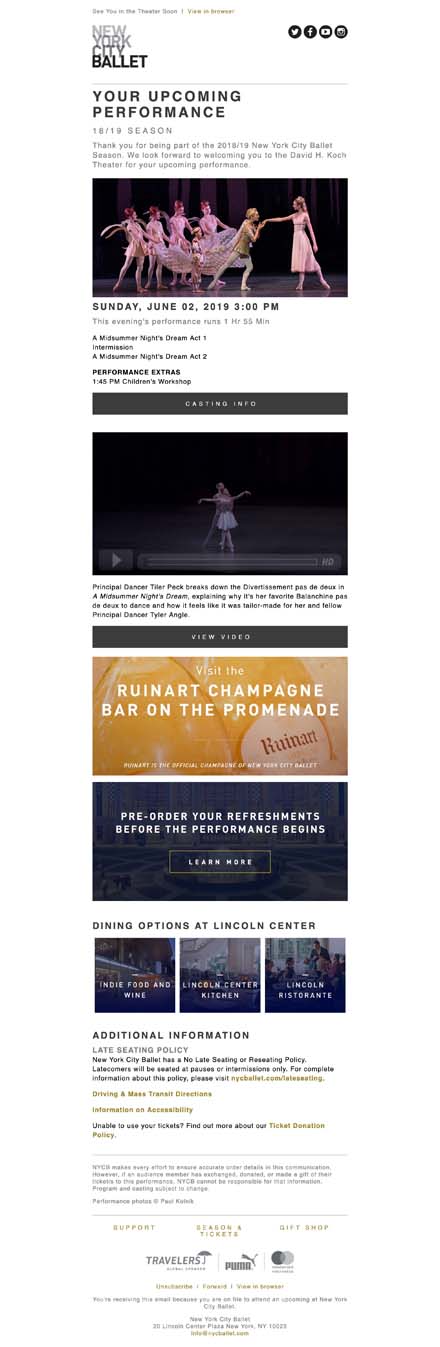 See You in the Theater Soon | View in browser
NEW
YORK
CITY
BALLET
YOUR UPCOMING
PERFORMANCE
18/19 SEASON
Thank you for being part of the 2018/19 New York City Ballet
Season. We look forward to welcoming you to the David H. Koch
Theater for your upcoming performance.
SUNDAY, JUNE 02, 2019 3:00 PM
This evening's performance runs 1 Hr 55 Min
A Midsummer Night's Dream Act 1
Intermission
A Midsummer Night's Dream Act 2
PERFORMANCE EXTRAS
1:45 PM Children's Workshop
CASTING INFO
HD
Principal Dancer Tiler Peck breaks down the Divertissement pas de deux in
A Midsummer Night's Dream, explaining why it's her favorite Balanchine pas
de deux to dance and how it feels like it was tailor-made for her and fellow
Principal Dancer Tyler Angle.
VIEW VIDEO
Visit the
RUINART CHAMPAGNE
BAR ON THE PROMENADE
Ruinart
RUINART IS THE OFFICIAL CHAMPAGNE OF NEW YORK CITY BALLET
PRE-ORDER YOUR REFRESHMENTS
BEFORE THE PERFORMANCE BEGINS
LEARN MORE
DINING OPTIONS AT LINCOLN CENTER
INDIE FOOD AND
WINE
LINCOLN CENTER
KITCHEN
LINCOLN
RISTORANTE
ADDITIONAL INFORMATION
LATE SEATING POLICY
New York City Ballet has a No Late Seating or Reseating Policy.
Latecomers will be seated at pauses or intermissions only. For complete
information about this policy, please visit nycballet.com/lateseating.
Driving & Mass Transit Directions
Information on Accessibility
Unable to use your tickets? Find out more about our Ticket Donation
Policy.
NYCB makes every effort to ensure accurate order details in this communication.
However, if an audience member has exchanged, donated, or made a gift of their
tickets to this performance, NYCB cannot be responsible for that information.
Program and casting subject to change.
Performance photos © Paul Kolnik
SUPPORT
SEASON &
TICKETS
GIFT SHOP
TRAVELERS
GLOBAL SPONSOR
PUMA
Unsubscribe | Forward | View in browser
You're receiving this email because you are on file to attend an upcoming at New York
City Ballet.
New York City Ballet
20 Lincoln Center Plaza New York, NY 10023
info@nycballet.com